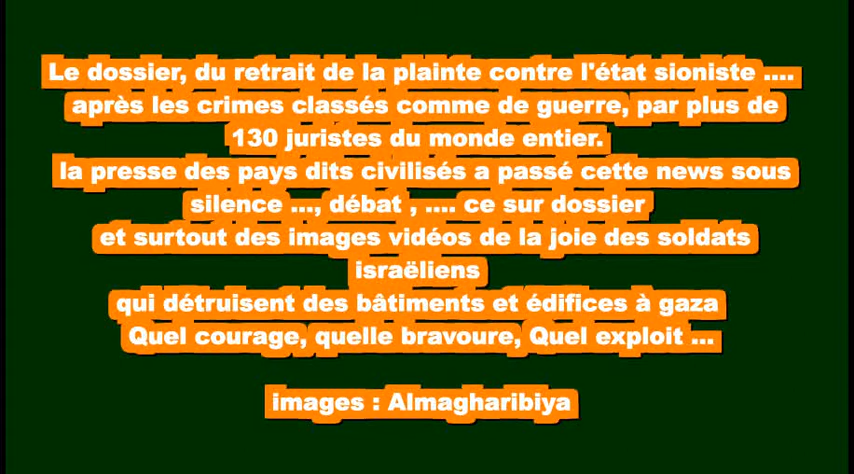 Le dossier, du retrait de la plainte contre l'état sioniste ....
après les crimes classés comme de guerre, par plus de
130 juristes du monde entier.
la presse des pays dits civilisés a passé cette news sous
silence ..., débat , .... ce sur dossier
et surtout des images vidéos de la joie des soldats
israëliens
qui détruisent des bâtiments et édifices à gaza
Quel courage, quelle bravoure, Quel exploit ...
images : Almagharibiya